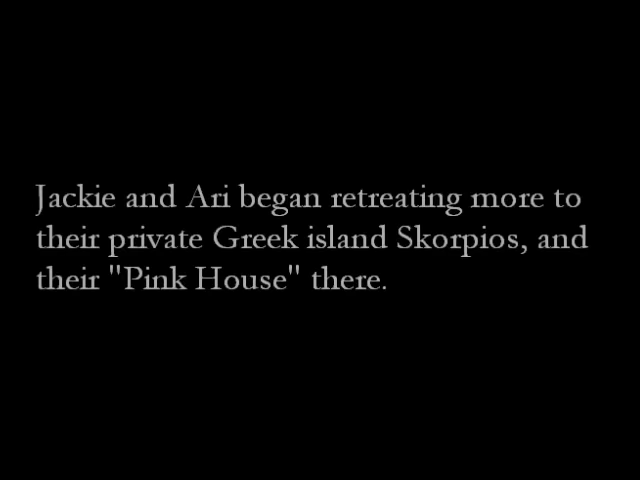 Jackie and Ari began retreating more to
their private Greek island Skorpios, and
their "Pink House" there.